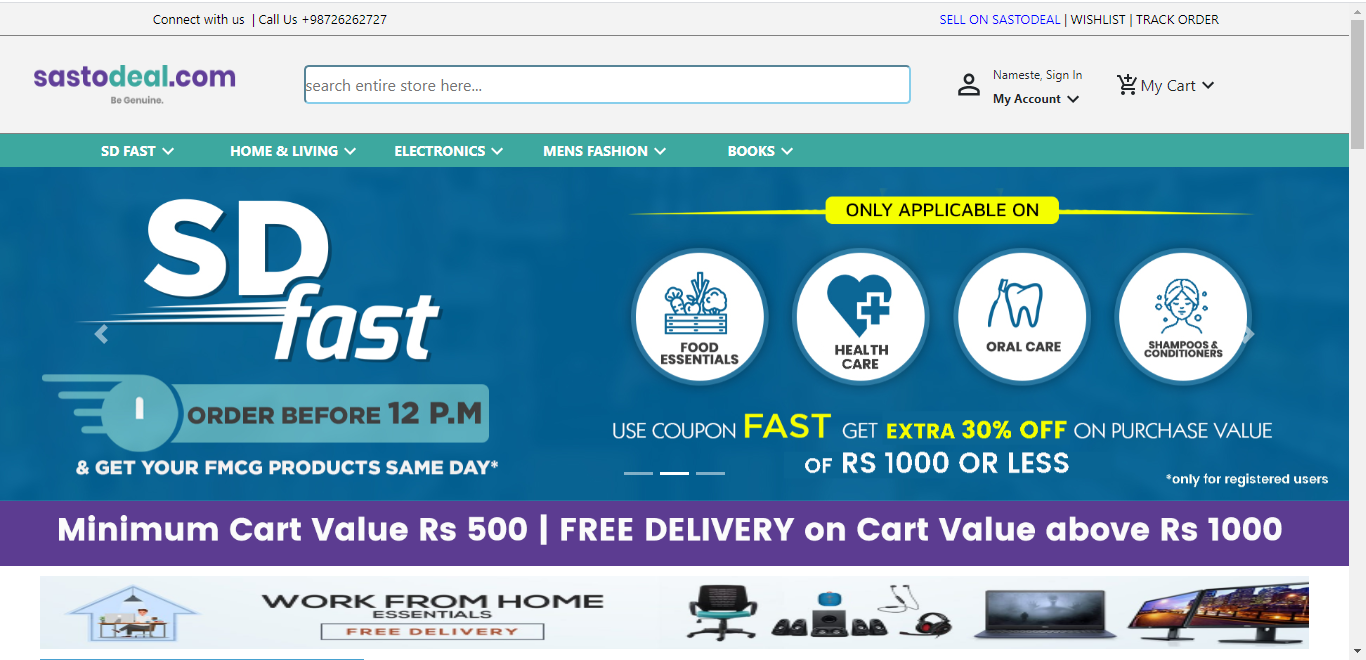 Connect with us | Call Us +98726262727
SELL ON SASTODEAL | WISHLIST | TRACK ORDER
sastodeal.com
Be Genuine.
search entire store here...
Nameste, Sign In
My Account
My Cart
SD FAST
HOME & LIVING
ELECTRONICS
MENS FASHION
BOOKS
SD
fast
ORDER BEFORE 12 P.M
& GET YOUR FMCG PRODUCTS SAME DAY*
ONLY APPLICABLE ON
FOOD
ESSENTIALS
HEALTH
CARE
ORAL CARE
SHAMPOOS &
CONDITIONERS
USE COUPON FAST GET EXTRA 30% OFF ON PURCHASE VALUE
OF RS 1000 OR LESS
*only for registered users
Minimum Cart Value Rs 500 | FREE DELIVERY on Cart Value above Rs 1000
WORK FROM HOME
ESSENTIALS
FREE DELIVERY